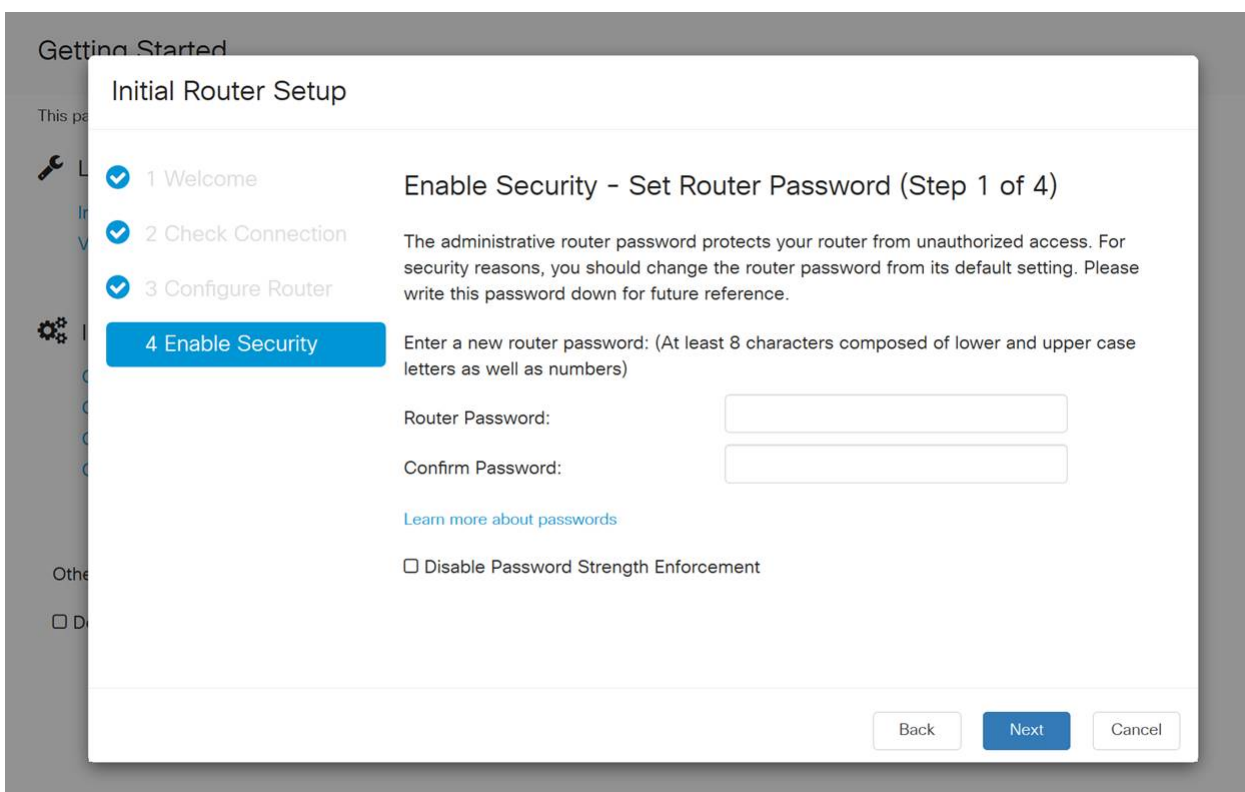 Getting Started
Initial Router Setup
This
1 Welcome
2 Check Connection
3 Configure Router
4 Enable Security
Enable Security - Set Router Password (Step 1 of 4)
The administrative router password protects your router from unauthorized access. For
security reasons, you should change the router password from its default setting. Please
write this password down for future reference.
Enter a new router password: (At least 8 characters composed of lower and upper case
letters as well as numbers)
Router Password:
Confirm Password:
Learn more about passwords
Disable Password Strength Enforcement
Back
Next
Cancel